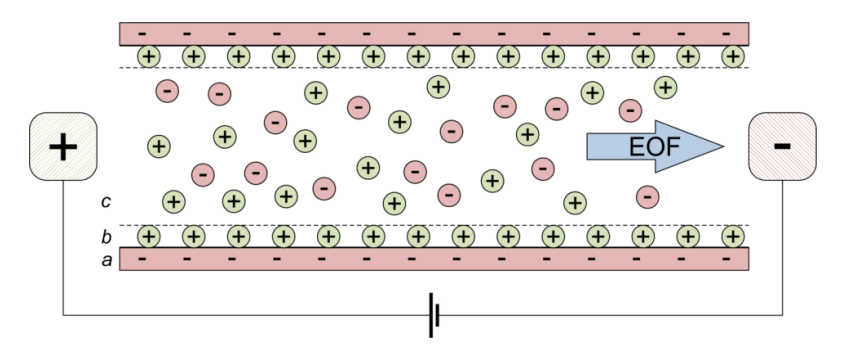 - - - - - - - - - - - - - -
+ + + + + + + + + + + + + +
- - + - + - - + - +
+ + + - + + - + EOF -
- - + - + -
c + + + - + - + -
b + + + + + + + + + + + + + +
a - - - - - - - - - - - - - -